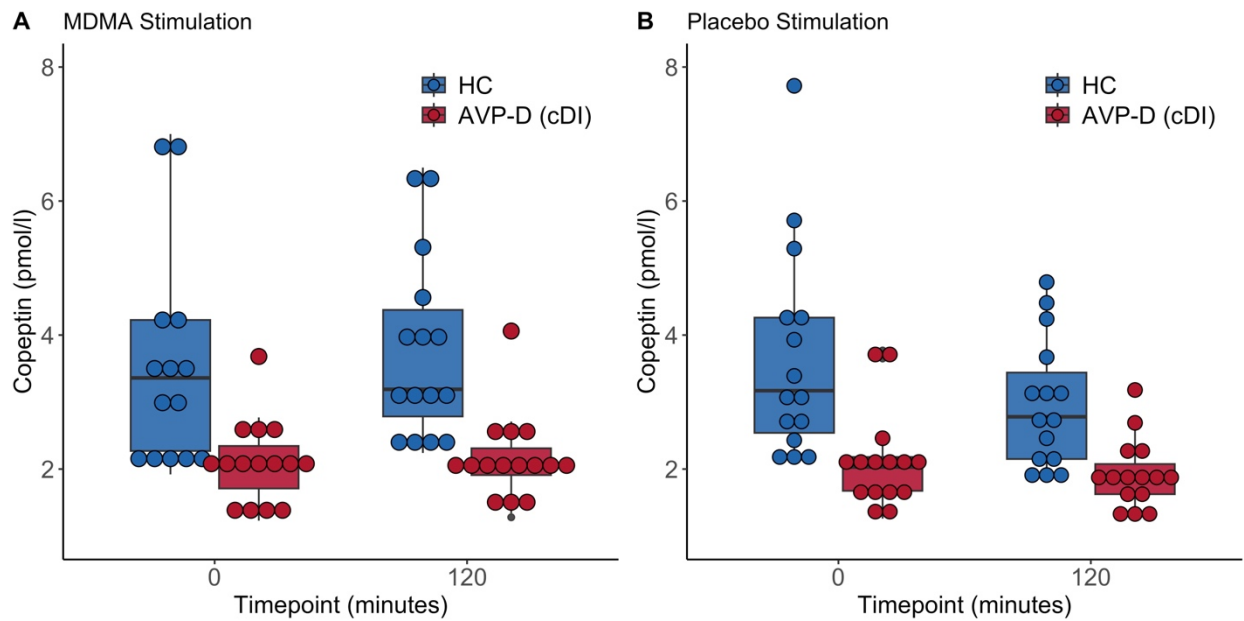 A MDMA Stimulation
8
6
4
2
Copeptin (pmol/l)
HC
AVP-D (cDI)
0 120
Timepoint (minutes)
B Placebo Stimulation
8
6
4
2
Copeptin (pmol/l)
HC
AVP-D (cDI)
0 120
Timepoint (minutes)